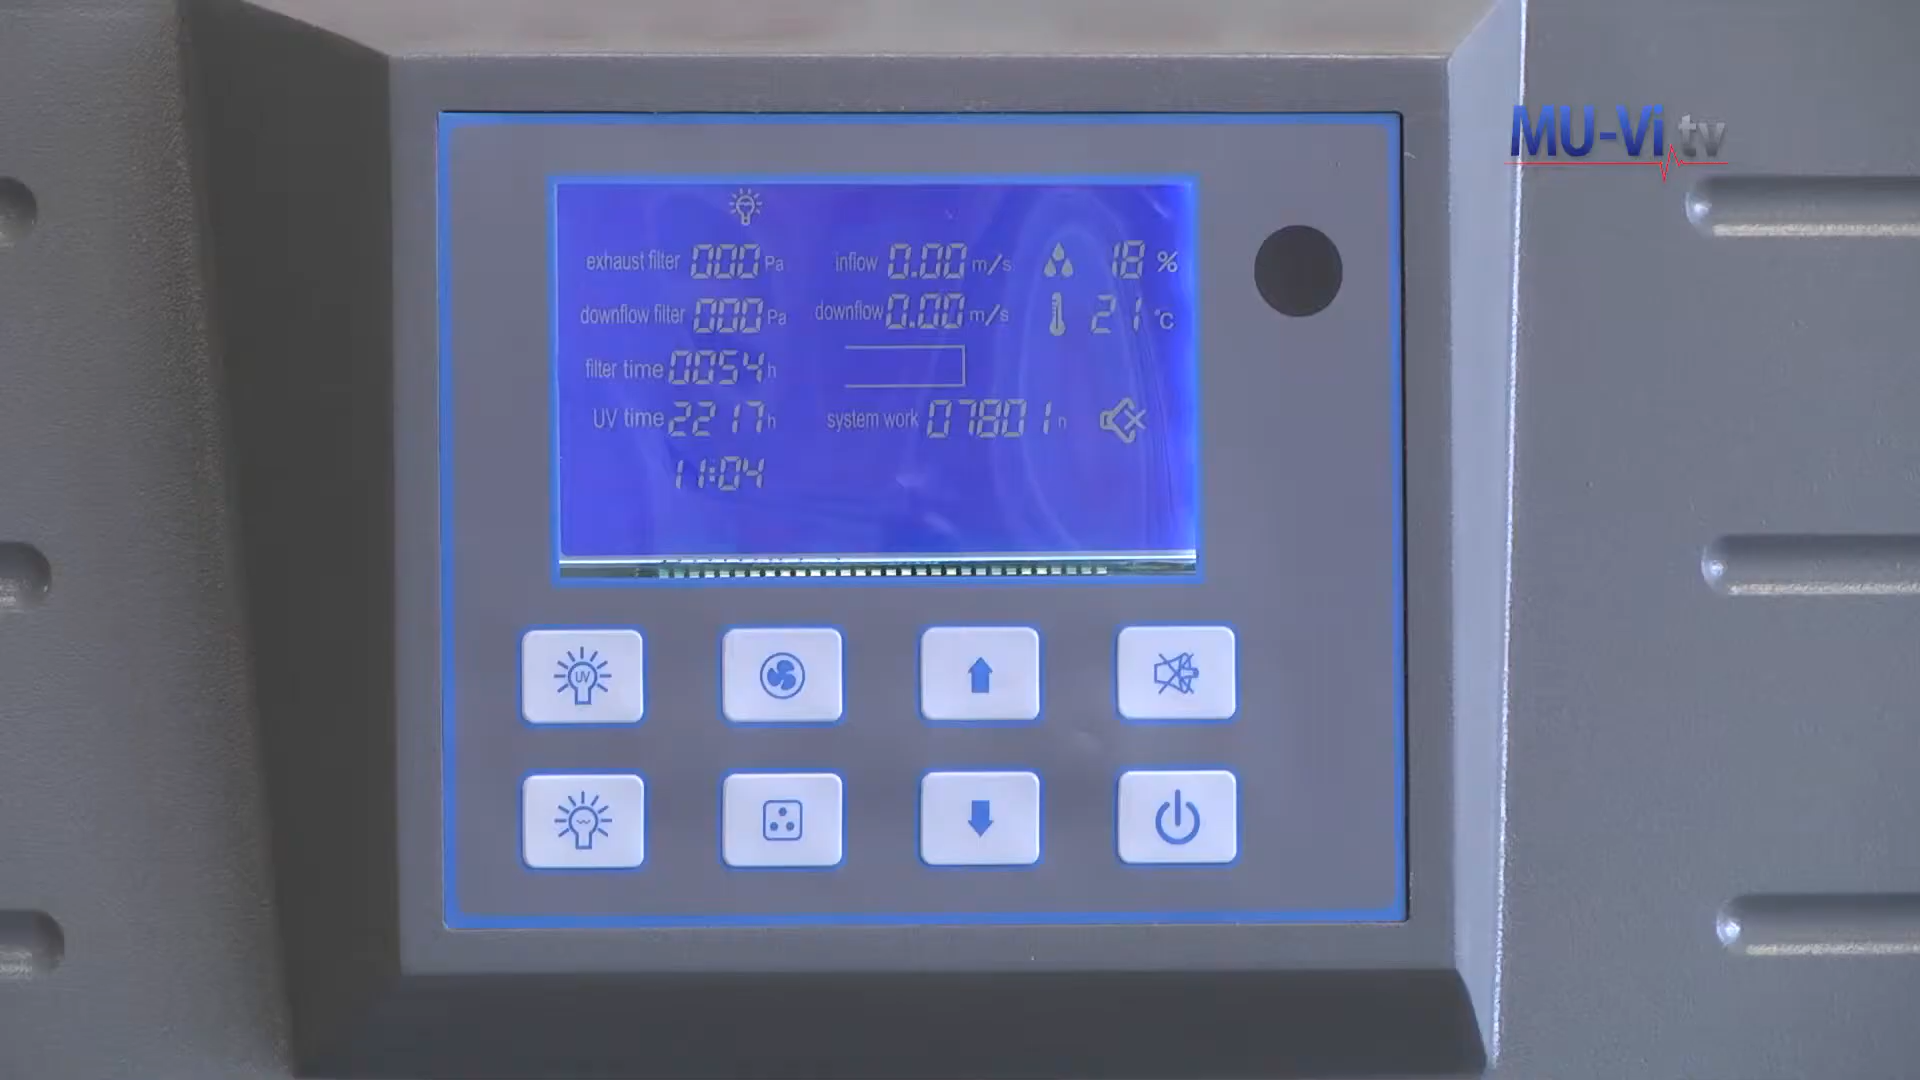 MU-Vi.tv
exhaust filter 000 Pa inflow 0.00 m/s 18 %
downflow filter 000 Pa downflow 0.00 m/s 21 °C
filter time 0054 h
UV time 2217 h system work 07801 h
11:04
UV